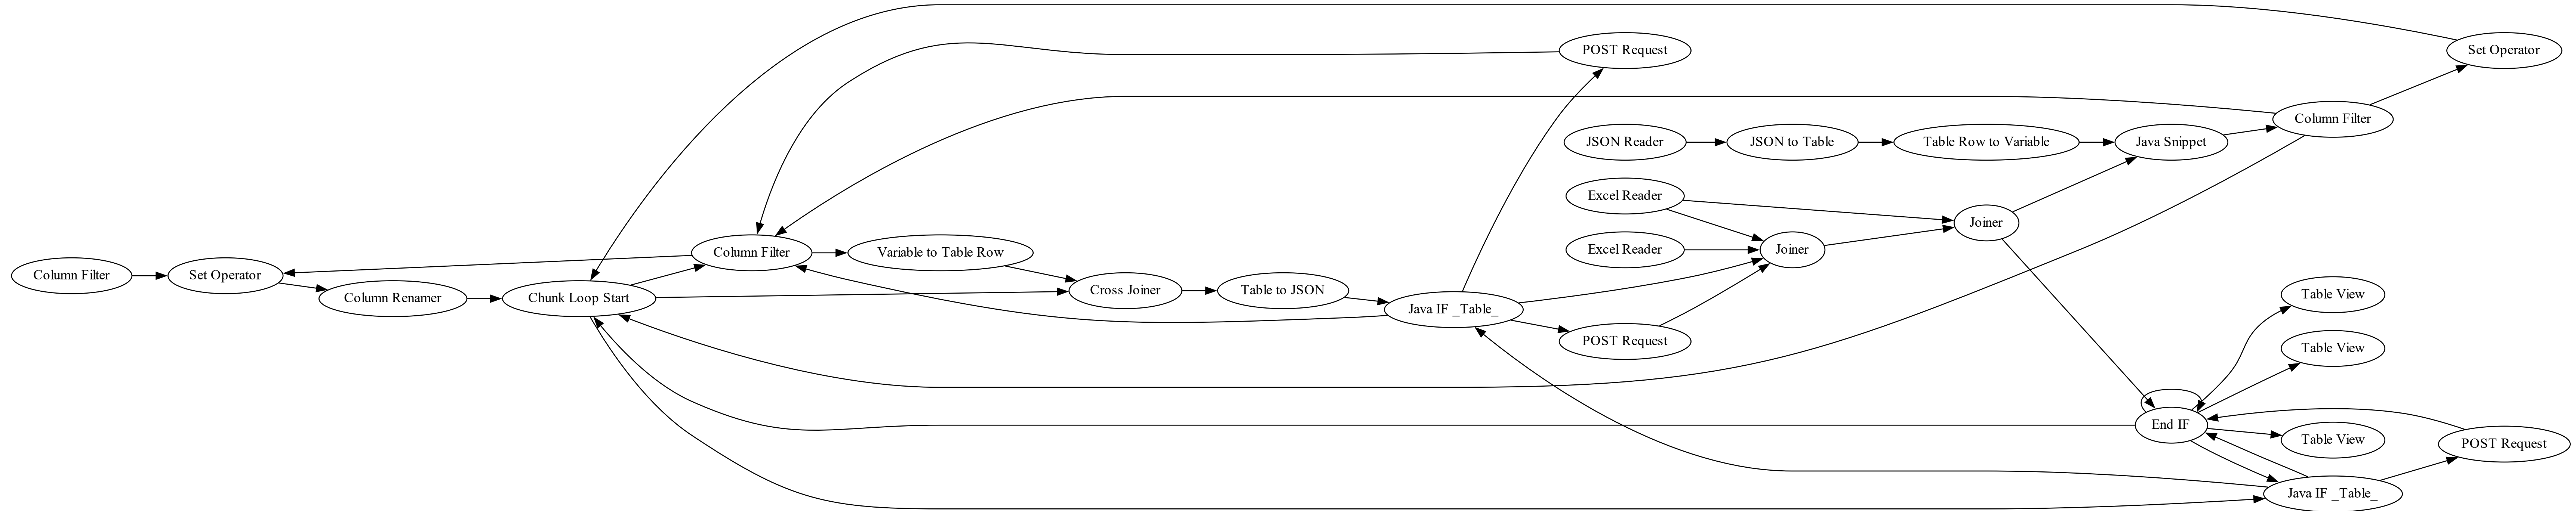 POST Request
Set Operator
Column Filter
JSON Reader
JSON to Table
Table Row to Variable
Java Snippet
Excel Reader
Joiner
Column Filter
Variable to Table Row
Excel Reader
Joiner
Column Filter
Set Operator
Column Renamer
Chunk Loop Start
Cross Joiner
Table to JSON
Java IF _Table_
POST Request
Table View
Table View
End IF
Table View
POST Request
Java IF _Table_